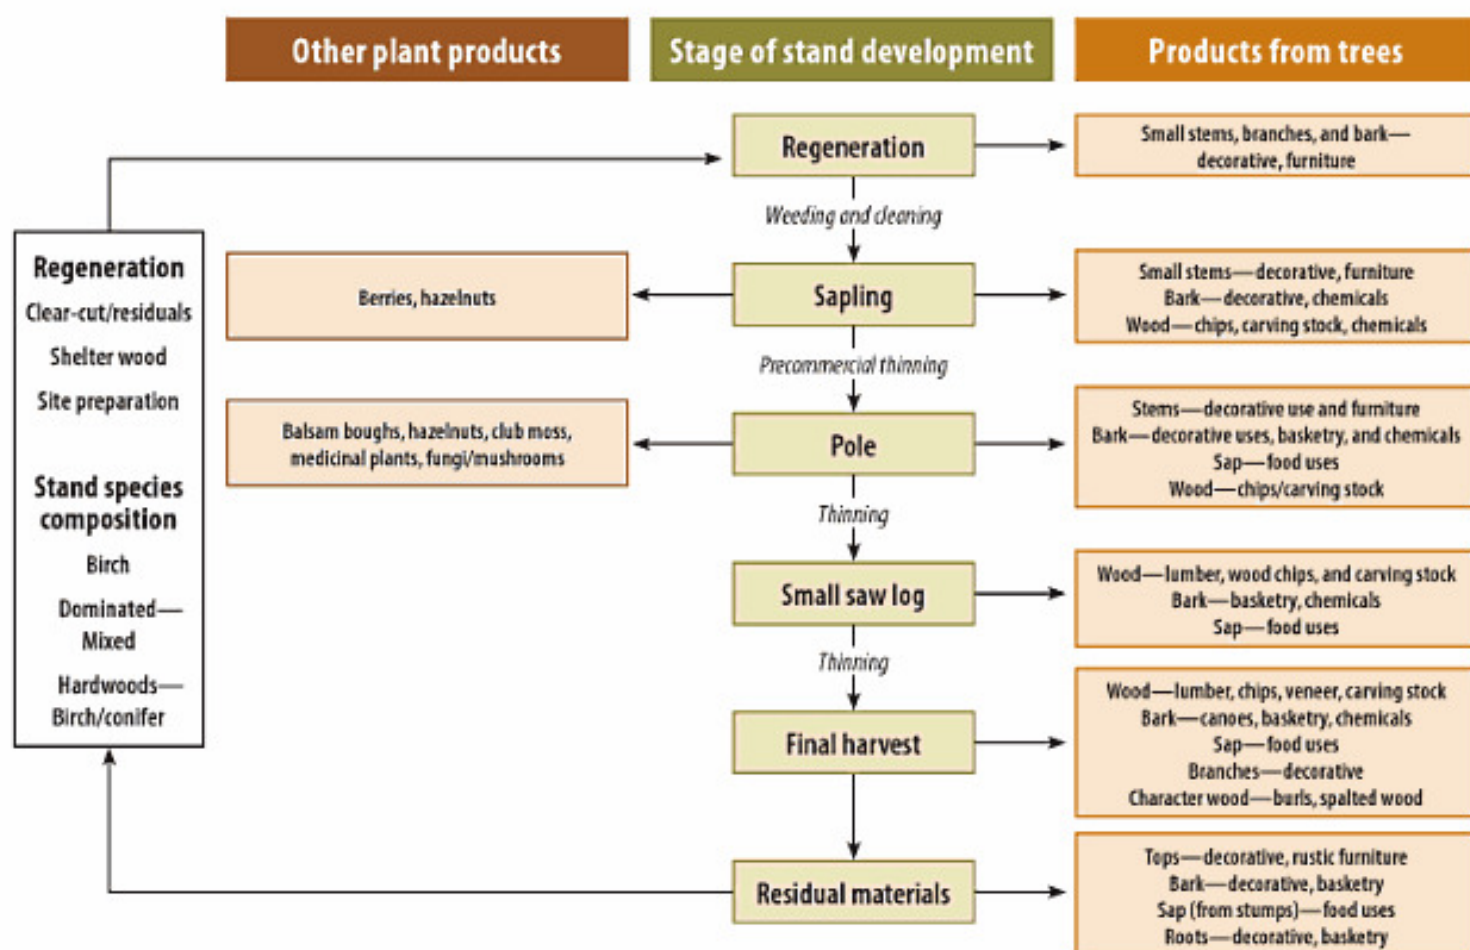 Other plant products
Stage of stand development
Products from trees
Regeneration
Small stems, branches, and bark—
decorative, furniture
Weeding and cleaning
Regeneration
Clear-cut/residuals
Shelter wood
Site preparation
Stand species
composition
Birch
Dominated—
Mixed
Hardwoods—
Birch/conifer
Berries, hazelnuts
Sapling
Small stems—decorative, furniture
Bark—decorative, chemicals
Wood—chips, carving stock, chemicals
Precommercial thinning
Balsam boughs, hazelnuts, club moss,
medicinal plants, fungi/mushrooms
Pole
Stems—decorative use and furniture
Bark—decorative uses, basketry, and chemicals
Sap—food uses
Wood—chips/carving stock
Thinning
Small saw log
Wood—lumber, wood chips, and carving stock
Bark—basketry, chemicals
Sap—food uses
Thinning
Final harvest
Wood—lumber, chips, veneer, carving stock
Bark—canoes, basketry, chemicals
Sap—food uses
Branches—decorative
Character wood—burls, spalted wood
Residual materials
Tops—decorative, rustic furniture
Bark—decorative, basketry
Sap (from stumps)—food uses
Roots—decorative, basketry